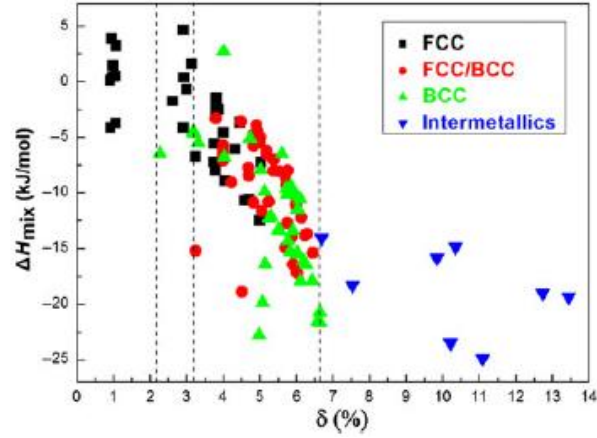 5
0
−5
−10
−15
−20
−25
ΔHmix (kJ/mol)
0 1 2 3 4 5 6 7 8 9 10 11 12 13 14
δ (%)
FCC
FCC/BCC
BCC
Intermetallics